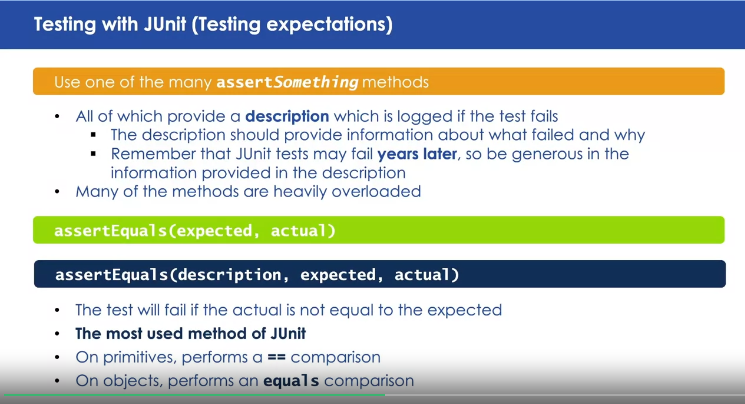 Testing with JUnit (Testing expectations)
Use one of the many assertSomething methods
• All of which provide a description which is logged if the test fails
▪ The description should provide information about what failed and why
▪ Remember that JUnit tests may fail years later, so be generous in the
information provided in the description
• Many of the methods are heavily overloaded
assertEquals(expected, actual)
assertEquals(description, expected, actual)
• The test will fail if the actual is not equal to the expected
• The most used method of JUnit
• On primitives, performs a == comparison
• On objects, performs an equals comparison